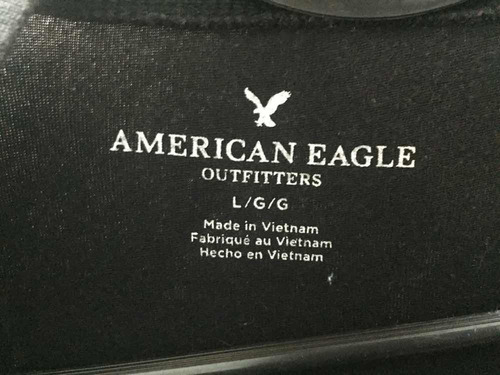 AMERICAN EAGLE
OUTFITTERS
L/G/G
Made in Vietnam
Fabriqué au Vietnam
Hecho en Vietnam